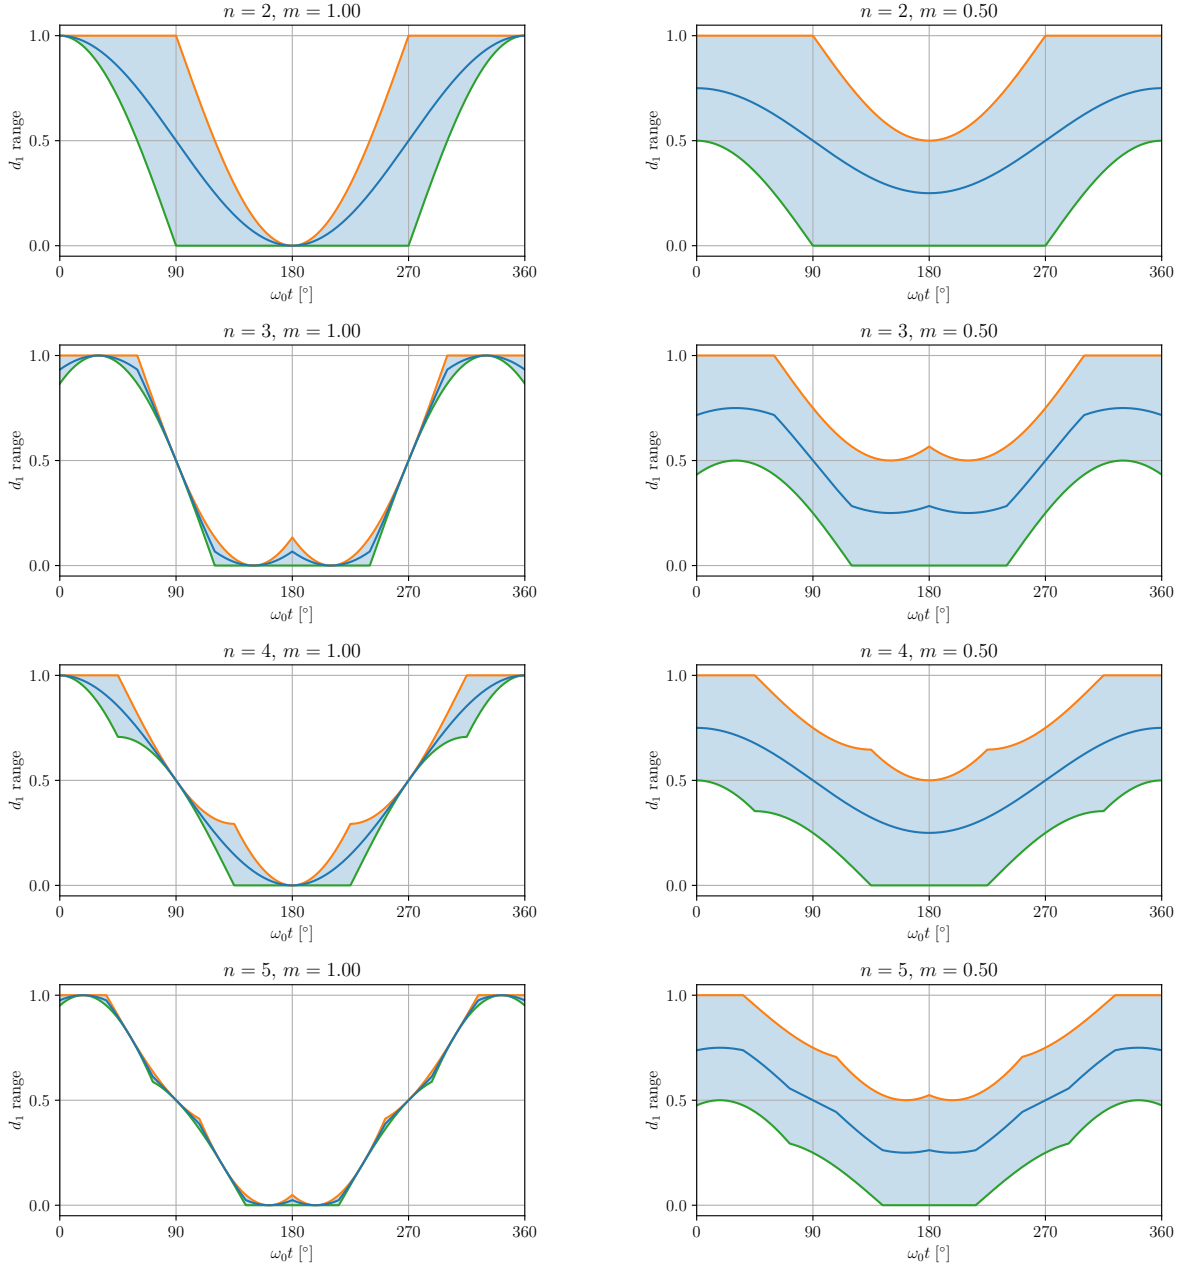 n = 2, m = 1.00
n = 2, m = 0.50
1.0
0.5
0.0
d₁ range
0 90 180 270 360
ω₀t [°]
1.0
0.5
0.0
d₁ range
0 90 180 270 360
ω₀t [°]
n = 3, m = 1.00
n = 3, m = 0.50
1.0
0.5
0.0
d₁ range
0 90 180 270 360
ω₀t [°]
1.0
0.5
0.0
d₁ range
0 90 180 270 360
ω₀t [°]
n = 4, m = 1.00
n = 4, m = 0.50
1.0
0.5
0.0
d₁ range
0 90 180 270 360
ω₀t [°]
1.0
0.5
0.0
d₁ range
0 90 180 270 360
ω₀t [°]
n = 5, m = 1.00
n = 5, m = 0.50
1.0
0.5
0.0
d₁ range
0 90 180 270 360
ω₀t [°]
1.0
0.5
0.0
d₁ range
0 90 180 270 360
ω₀t [°]